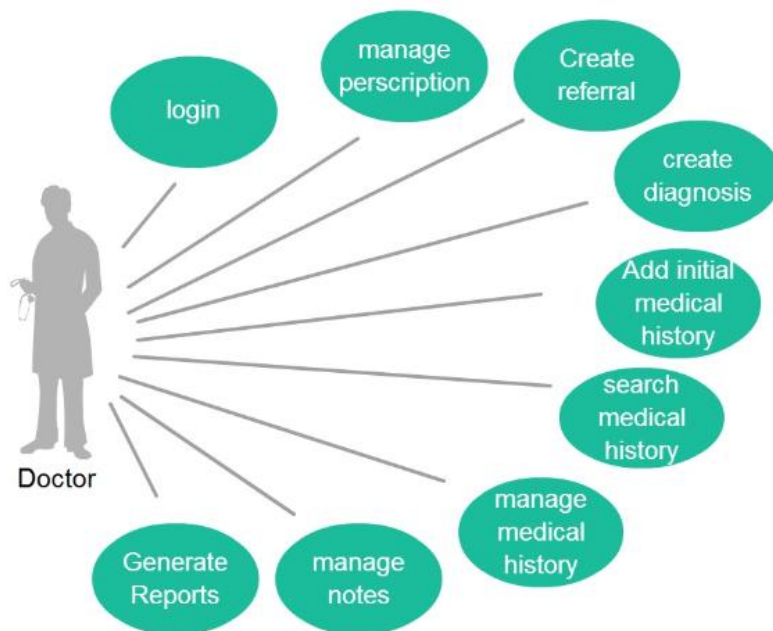 login
manage
perscription
Create
referral
create
diagnosis
Add initial
medical
history
search
medical
history
manage
medical
history
manage
notes
Generate
Reports
Doctor